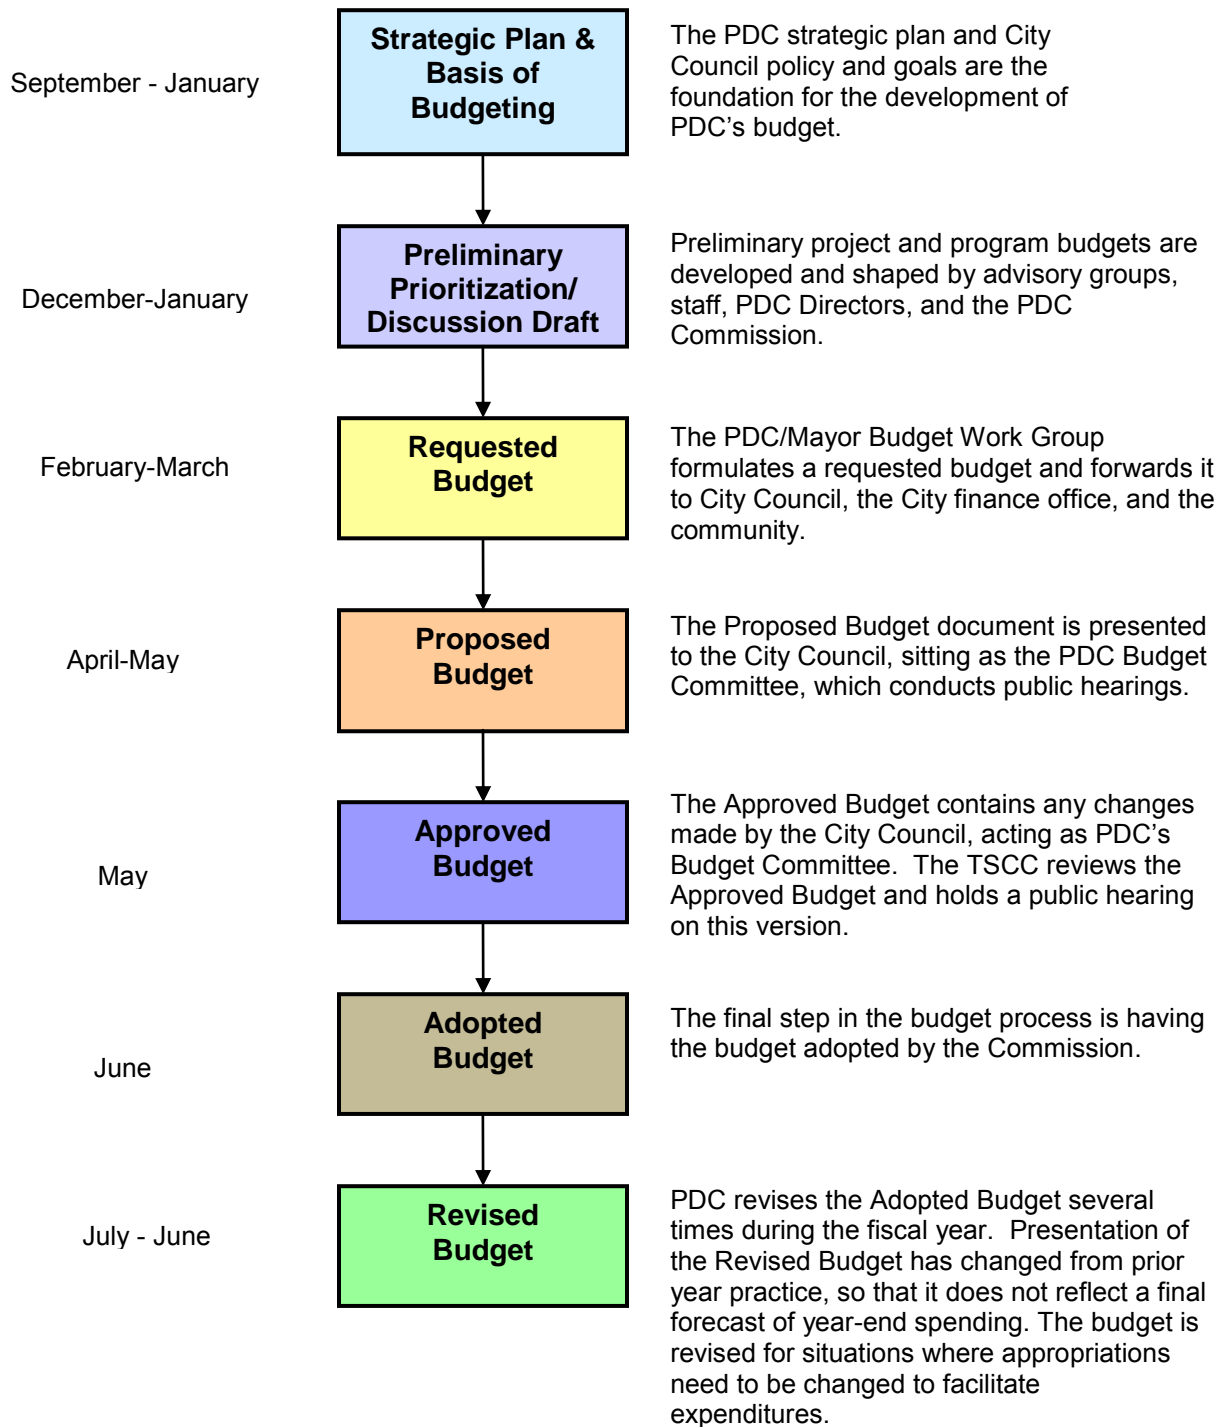 September - January
Strategic Plan &
Basis of
Budgeting
The PDC strategic plan and City
Council policy and goals are the
foundation for the development of
PDC's budget.
December-January
Preliminary
Prioritization/
Discussion Draft
Preliminary project and program budgets are
developed and shaped by advisory groups,
staff, PDC Directors, and the PDC
Commission.
February-March
Requested
Budget
The PDC/Mayor Budget Work Group
formulates a requested budget and forwards it
to City Council, the City finance office, and the
community.
April-May
Proposed
Budget
The Proposed Budget document is presented
to the City Council, sitting as the PDC Budget
Committee, which conducts public hearings.
May
Approved
Budget
The Approved Budget contains any changes
made by the City Council, acting as PDC's
Budget Committee.  The TSCC reviews the
Approved Budget and holds a public hearing
on this version.
June
Adopted
Budget
The final step in the budget process is having
the budget adopted by the Commission.
July - June
Revised
Budget
PDC revises the Adopted Budget several
times during the fiscal year.  Presentation of
the Revised Budget has changed from prior
year practice, so that it does not reflect a final
forecast of year-end spending. The budget is
revised for situations where appropriations
need to be changed to facilitate
expenditures.